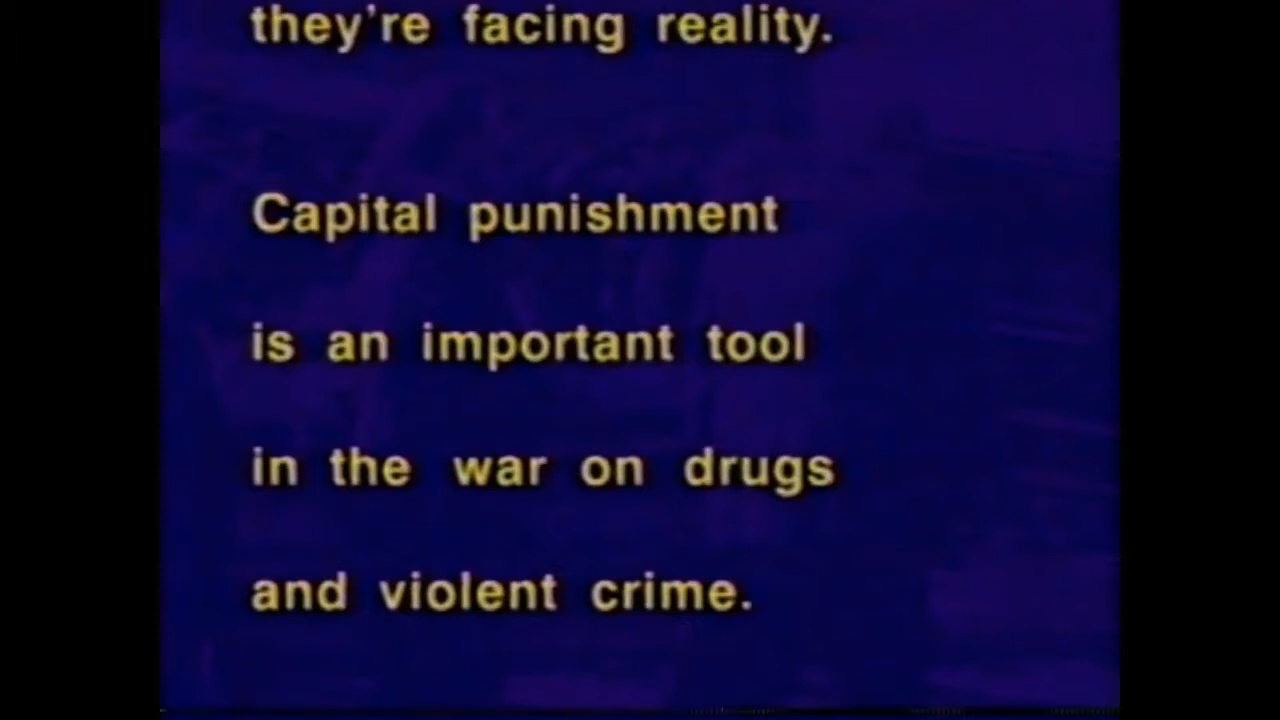 they're facing reality.
Capital punishment
is an important tool
in the war on drugs
and violent crime.